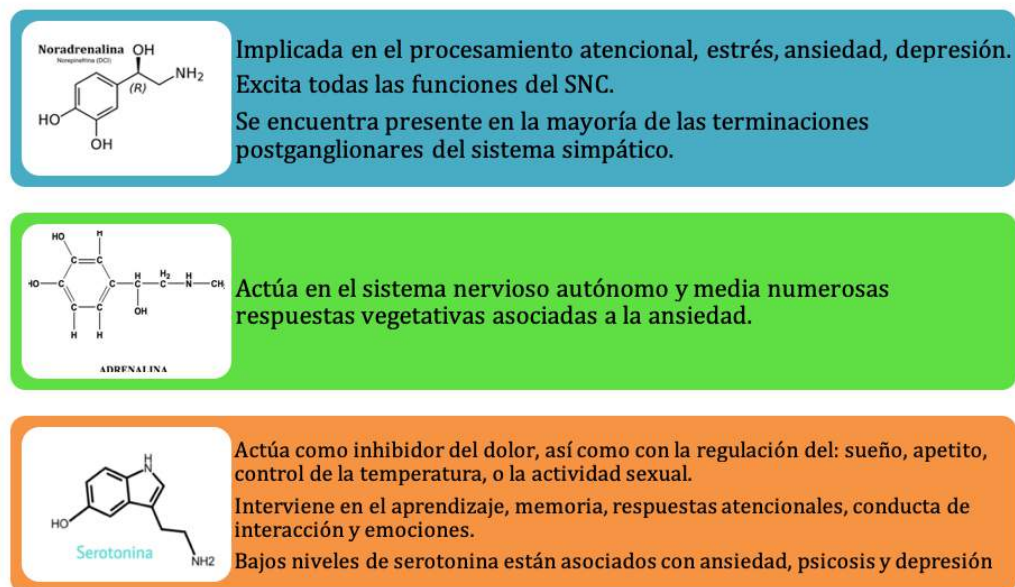 Noradrenalina
Norepinefrina (DCI)
OH
NH2
(R)
HO
OH
Implicada en el procesamiento atencional, estrés, ansiedad, depresión.
Excita todas las funciones del SNC.
Se encuentra presente en la mayoría de las terminaciones
postganglionares del sistema simpático.
HO
H
C C
HO C C
H
C
H2
C
H
N CH
C C
OH
H H
ADRENALINA
Actúa en el sistema nervioso autónomo y media numerosas
respuestas vegetativas asociadas a la ansiedad.
H
N
HO
Serotonina
NH2
Actúa como inhibidor del dolor, así como con la regulación del: sueño, apetito,
control de la temperatura, o la actividad sexual.
Interviene en el aprendizaje, memoria, respuestas atencionales, conducta de
interacción y emociones.
Bajos niveles de serotonina están asociados con ansiedad, psicosis y depresión